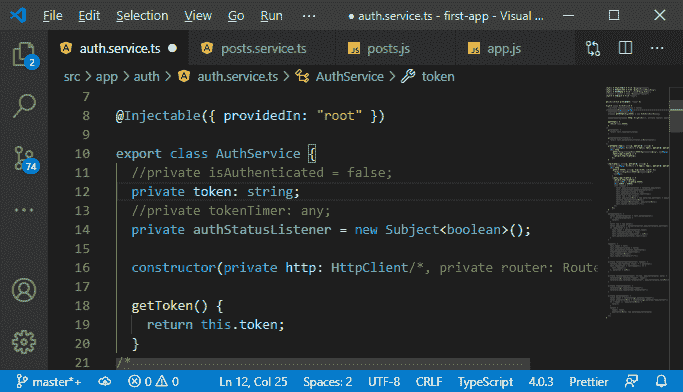 File Edit Selection View Go Run ··· • auth.service.ts - first-app - Visual ...
auth.service.ts posts.service.ts JS posts.js JS app.js
src > app > auth > auth.service.ts > AuthService > token
7
8 @Injectable({ providedIn: "root" })
9
10 export class AuthService {
11 //private isAuthenticated = false;
12 private token: string;
13 //private tokenTimer: any;
14 private authStatusListener = new Subject<boolean>();
15
16 constructor(private http: HttpClient/*, private router: Route
17
18 getToken() {
19 return this.token;
20 }
21 /*
2
74
master*+ 0 0 Ln 12, Col 25 Spaces: 2 UTF-8 CRLF TypeScript 4.0.3 Prettier